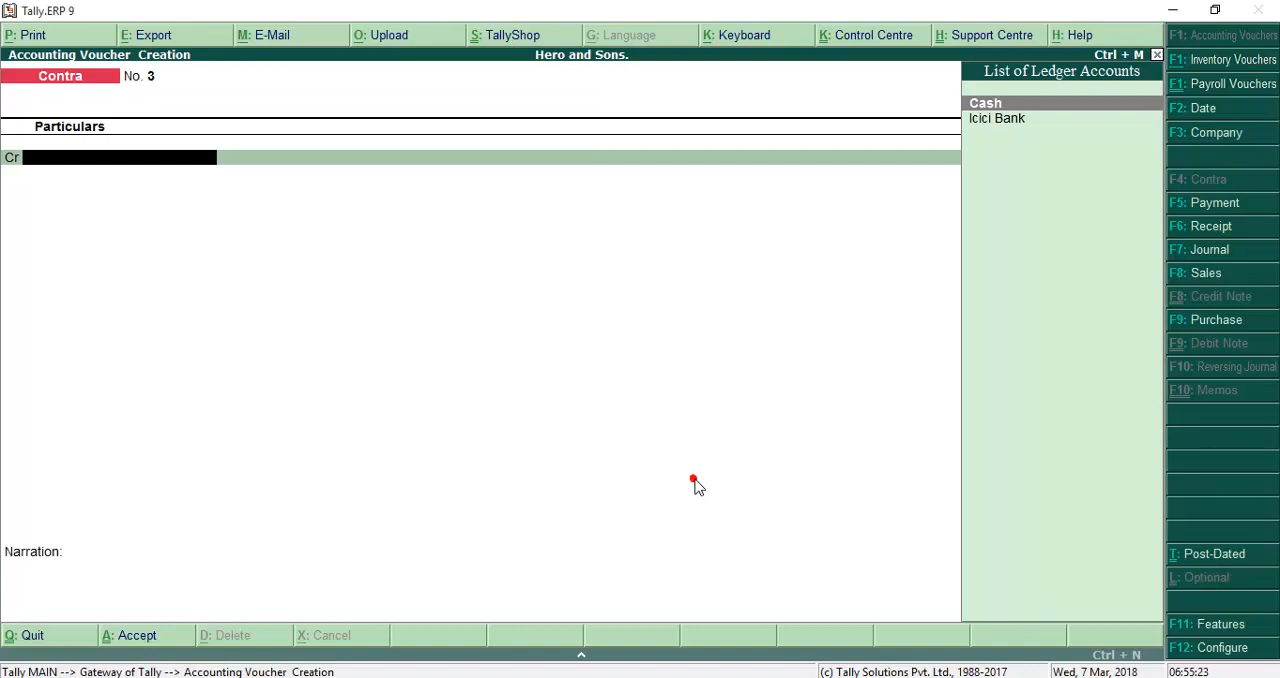 Tally.ERP 9
P: Print E: Export M: E-Mail O: Upload S: TallyShop G: Language K: Keyboard K: Control Centre H: Support Centre H: Help
Accounting Voucher Creation Hero and Sons. Ctrl + M
Contra No. 3
Particulars
Cr
Narration:
List of Ledger Accounts
Cash
Icici Bank
F1: Accounting Vouchers
F1: Inventory Vouchers
F1: Payroll Vouchers
F2: Date
F3: Company
F4: Contra
F5: Payment
F6: Receipt
F7: Journal
F8: Sales
F8: Credit Note
F9: Purchase
F9: Debit Note
F10: Reversing Journal
F10: Memos
T: Post-Dated
L: Optional
F11: Features
F12: Configure
Q: Quit A: Accept D: Delete X: Cancel
Ctrl + N
Tally MAIN --> Gateway of Tally --> Accounting Voucher Creation (c) Tally Solutions Pvt. Ltd., 1988-2017 Wed, 7 Mar, 2018 06:55:23